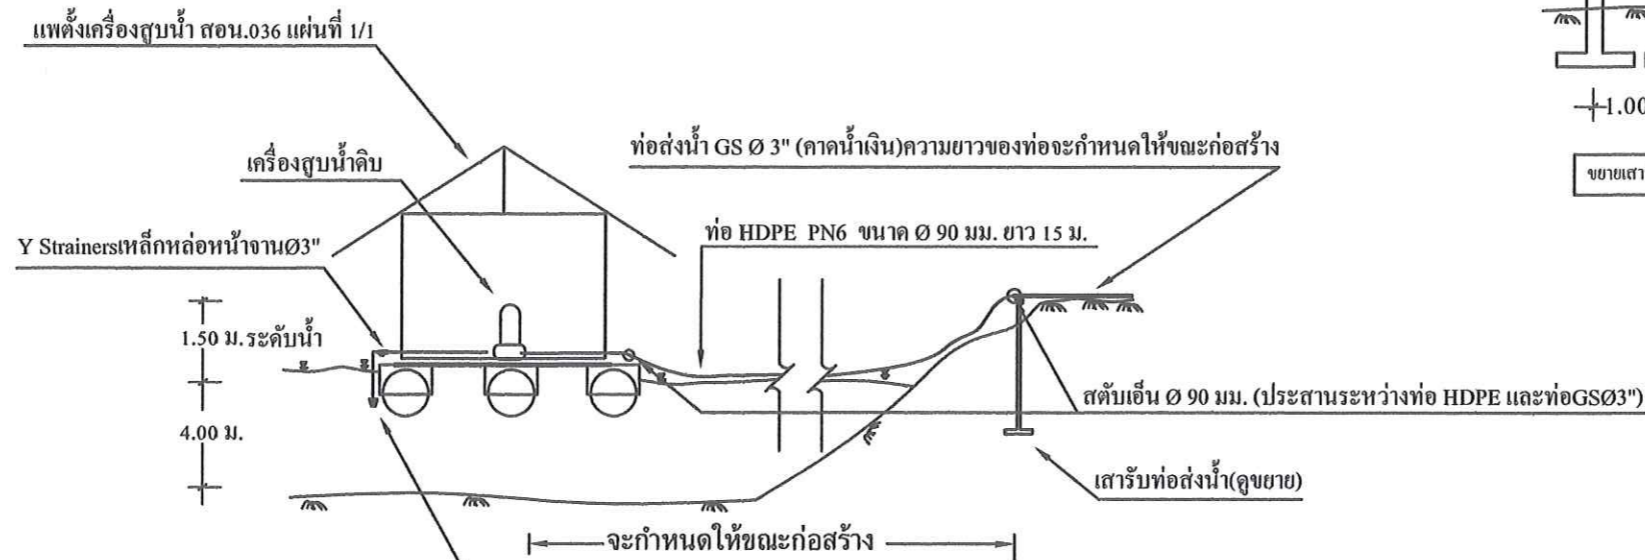 แพตั้งเครื่องสูบน้ำ สอน.036 แผ่นที่ 1/1
1.00
ท่อส่งน้ำ GS Ø 3" (คาดน้ำเงิน)ความยาวของท่อจะกำหนดให้ขณะก่อสร้าง
เครื่องสูบน้ำดิบ
ขยายเสา
ท่อ HDPE PN6 ขนาด Ø 90 มม. ยาว 15 ม.
Y Strainersเหล็กหล่อหน้าจานØ3"
1.50 ม.
ระดับน้ำ
สตับเอ็น Ø 90 มม. (ประสานระหว่างท่อ HDPE และท่อGSØ3")
4.00 ม.
เสารับท่อส่งน้ำ(ดูขยาย)
จะกำหนดให้ขณะก่อสร้าง